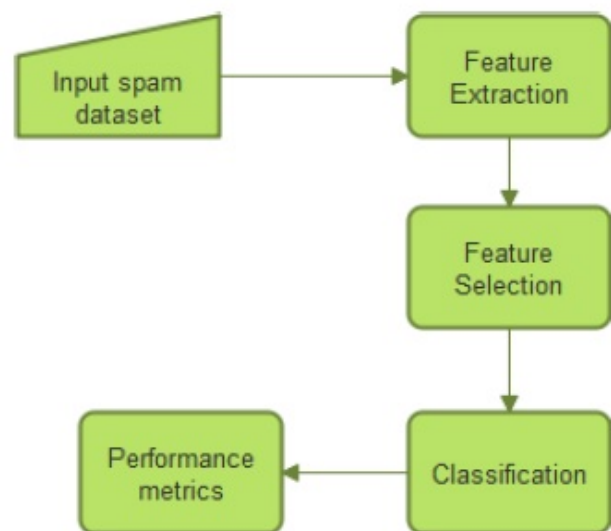 Input spam
dataset
Feature
Extraction
Feature
Selection
Classification
Performance
metrics